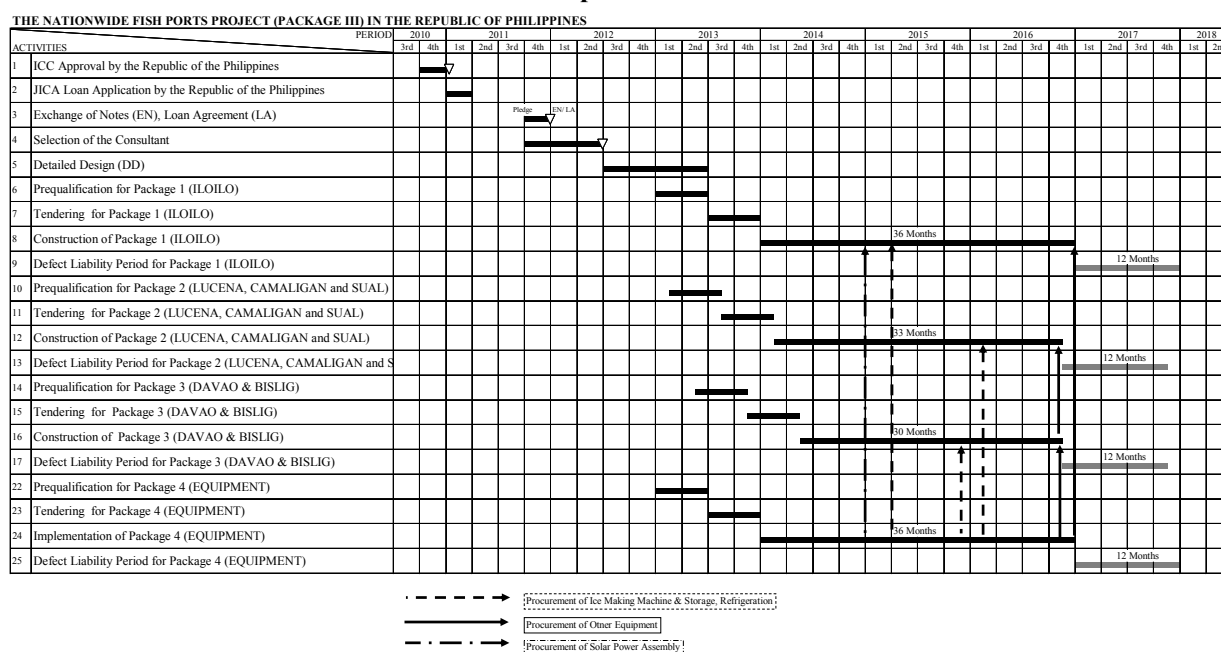 THE NATIONWIDE FISH PORTS PROJECT (PACKAGE III) IN THE REPUBLIC OF PHILIPPINES
PERIOD 2010 2011 2012 2013 2014 2015 2016 2017 2018
ACTIVITIES 3rd 4th 1st 2nd 3rd 4th 1st 2nd 3rd 4th 1st 2nd 3rd 4th 1st 2nd 3rd 4th 1st 2nd 3rd 4th 1st 2nd 3rd 4th 1st 2nd 3rd 4th 1st
1 ICC Approval by the Republic of the Philippines
2 JICA Loan Application by the Republic of the Philippines
3 Exchange of Notes (EN), Loan Agreement (LA) Pledge EN/ LA
4 Selection of the Consultant
5 Detailed Design (DD)
6 Prequalification for Package 1 (ILOILO)
7 Tendering for Package 1 (ILOILO)
8 Construction of Package 1 (ILOILO) 36 Months
9 Defect Liability Period for Package 1 (ILOILO) 12 Months
10 Prequalification for Package 2 (LUCENA, CAMALIGAN and SUAL)
11 Tendering for Package 2 (LUCENA, CAMALIGAN and SUAL)
12 Construction of Package 2 (LUCENA, CAMALIGAN and SUAL) 33 Months
13 Defect Liability Period for Package 2 (LUCENA, CAMALIGAN and S 12 Months
14 Prequalification for Package 3 (DAVAO & BISLIG)
15 Tendering for Package 3 (DAVAO & BISLIG)
16 Construction of Package 3 (DAVAO & BISLIG) 30 Months
17 Defect Liability Period for Package 3 (DAVAO & BISLIG) 12 Months
22 Prequalification for Package 4 (EQUIPMENT)
23 Tendering for Package 4 (EQUIPMENT)
24 Implementation of Package 4 (EQUIPMENT) 36 Months
25 Defect Liability Period for Package 4 (EQUIPMENT) 12 Months
Procurement of Ice Making Machine & Storage, Refrigeration
Procurement of Otner Equipment
Procurement of Solar Power Assembly